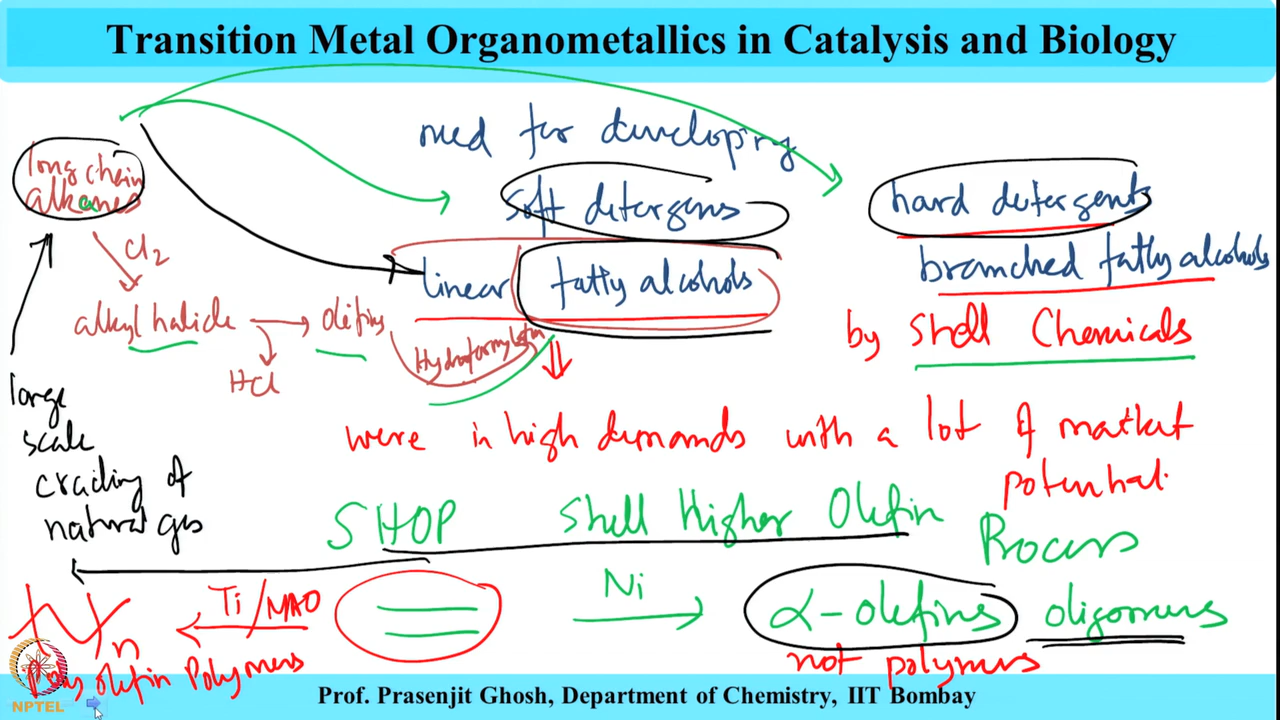 Transition Metal Organometallics in Catalysis and Biology
need for developing
long chain
alkanes
soft detergens
hard detergents
Cl2
linear fatty alcohols
branched fatty alcohols
alkyl halide
olefins
Hydroformylation
by Shell Chemicals
HCl
large
scale
cracking of
natural ges
were in high demands with a lot of market
potential.
SHOP Shell Higher Olefin
Process
Ti/MAO
Ni
α-olefins oligomers
n
not polymers
Poly olefin Polymers
NPTEL
Prof. Prasenjit Ghosh, Department of Chemistry, IIT Bombay